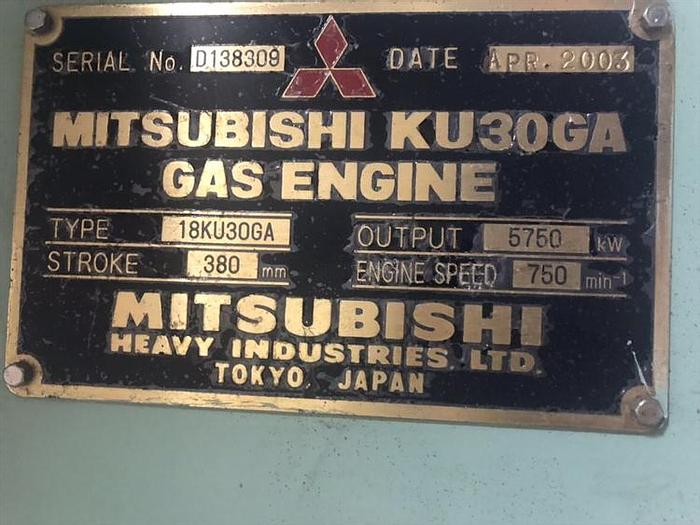 SERIAL No. D138309 DATE APR. 2003
MITSUBISHI KU30GA
GAS ENGINE
TYPE 18KU30GA OUTPUT 5750 kW
STROKE 380 mm ENGINE SPEED 750 min⁻¹
MITSUBISHI
HEAVY INDUSTRIES, LTD.
TOKYO, JAPAN